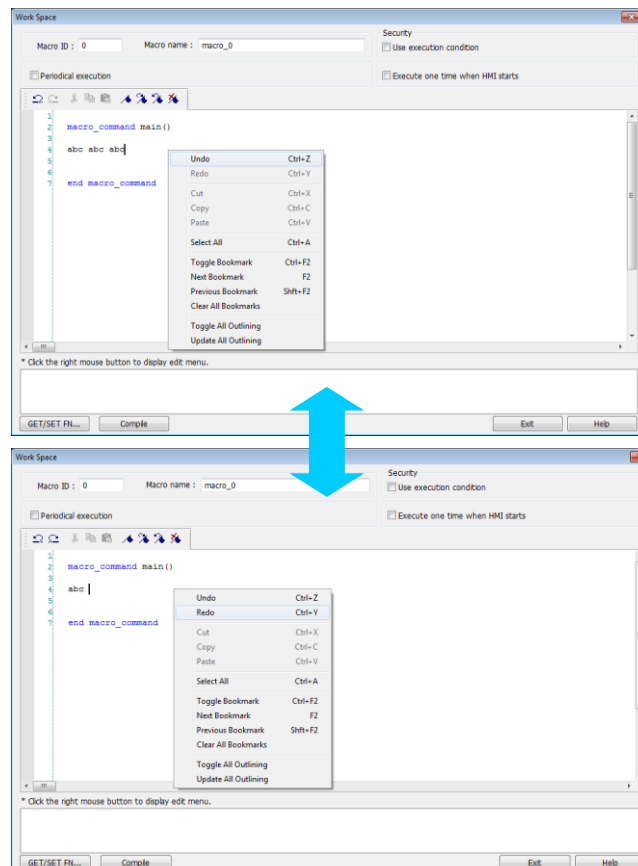 Work Space
Security
Macro ID : 0 Macro name : macro_0 Use execution condition
Periodical execution Execute one time when HMI starts
1
2 macro_command main()
3
4 abc abc abc
5
6
7 end macro_command
Undo Ctrl+Z
Redo Ctrl+Y
Cut Ctrl+X
Copy Ctrl+C
Paste Ctrl+V
Select All Ctrl+A
Toggle Bookmark Ctrl+F2
Next Bookmark F2
Previous Bookmark Shft+F2
Clear All Bookmarks
Toggle All Outlining
Update All Outlining
* Click the right mouse button to display edit menu.
GET/SET FN... Compile Exit Help
Work Space
Security
Macro ID : 0 Macro name : macro_0 Use execution condition
Periodical execution Execute one time when HMI starts
1
2 macro_command main()
3
4 abc
5
6
7 end macro_command
Undo Ctrl+Z
Redo Ctrl+Y
Cut Ctrl+X
Copy Ctrl+C
Paste Ctrl+V
Select All Ctrl+A
Toggle Bookmark Ctrl+F2
Next Bookmark F2
Previous Bookmark Shft+F2
Clear All Bookmarks
Toggle All Outlining
Update All Outlining
* Click the right mouse button to display edit menu.
GET/SET FN... Compile Exit Help